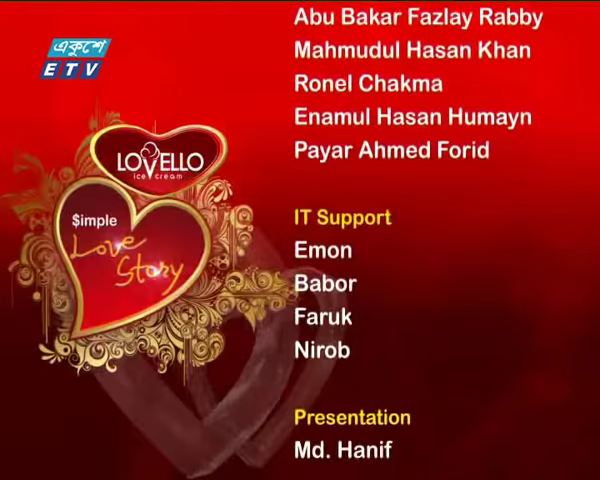 একুশে
ETV
LOVELLO
ice cream
$imple
Love
Story
Abu Bakar Fazlay Rabby
Mahmudul Hasan Khan
Ronel Chakma
Enamul Hasan Humayn
Payar Ahmed Forid
IT Support
Emon
Babor
Faruk
Nirob
Presentation
Md. Hanif